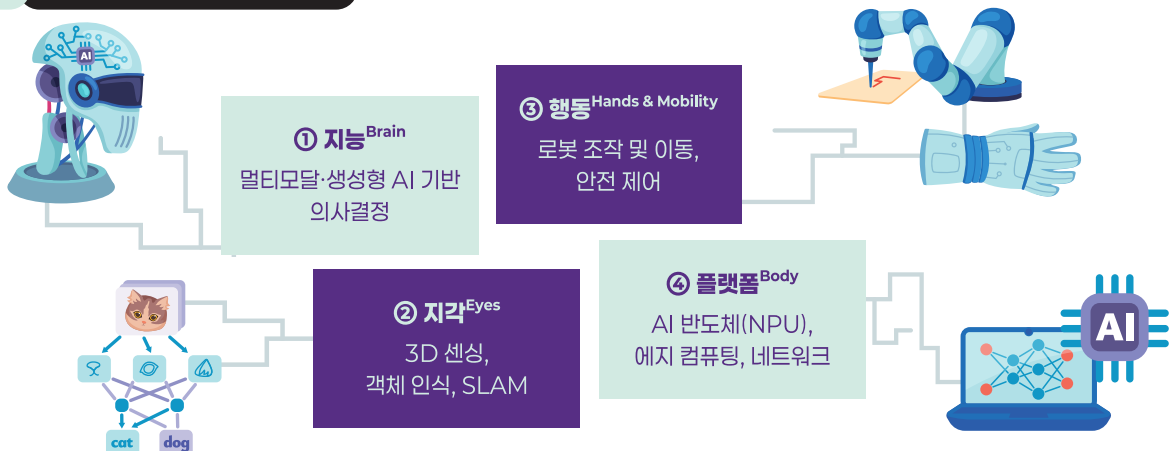 AI
① 지능Brain
멀티모달·생성형 AI 기반
의사결정
③ 행동Hands & Mobility
로봇 조작 및 이동,
안전 제어
② 지각Eyes
3D 센싱,
객체 인식, SLAM
④ 플랫폼Body
AI 반도체(NPU),
에지 컴퓨팅, 네트워크
AI
cat
dog